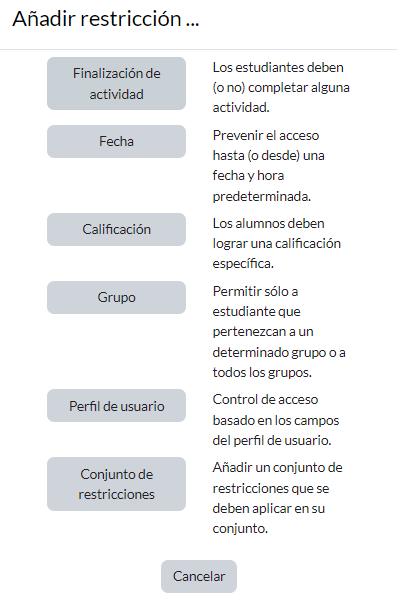 Añadir restricción ...
Finalización de
actividad
Los estudiantes deben
(o no) completar alguna
actividad.
Fecha
Prevenir el acceso
hasta (o desde) una
fecha y hora
predeterminada.
Calificación
Los alumnos deben
lograr una calificación
específica.
Grupo
Permitir sólo a
estudiante que
pertenezcan a un
determinado grupo o a
todos los grupos.
Perfil de usuario
Control de acceso
basado en los campos
del perfil de usuario.
Conjunto de
restricciones
Añadir un conjunto de
restricciones que se
deben aplicar en su
conjunto.
Cancelar